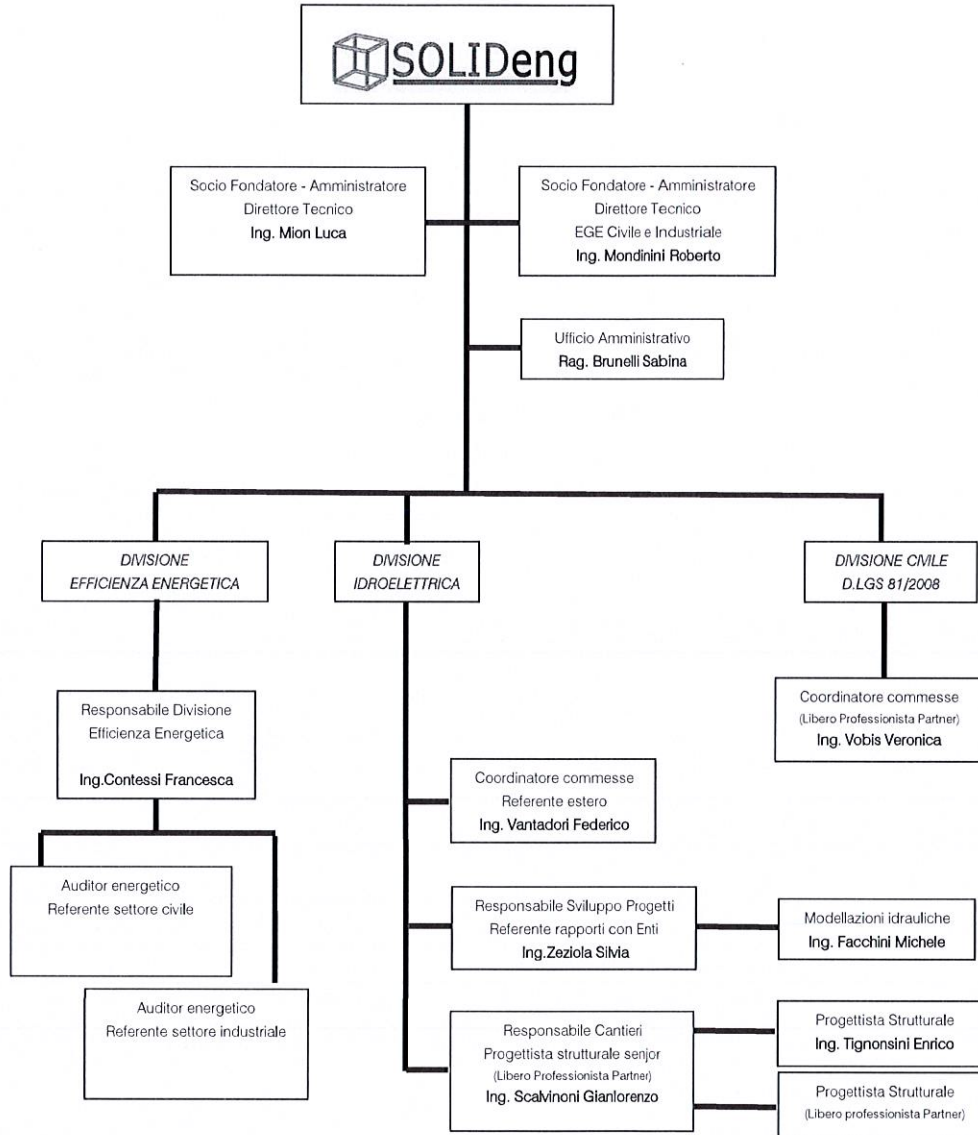 SOLIDeng
Socio Fondatore - Amministratore
Direttore Tecnico
Ing. Mion Luca
Socio Fondatore - Amministratore
Direttore Tecnico
EGE Civile e Industriale
Ing. Mondinini Roberto
Ufficio Amministrativo
Rag. Brunelli Sabina
DIVISIONE
EFFICIENZA ENERGETICA
DIVISIONE
IDROELETTRICA
DIVISIONE CIVILE
D.LGS 81/2008
Responsabile Divisione
Efficienza Energetica
Ing.Contessi Francesca
Coordinatore commesse
(Libero Professionista Partner)
Ing. Vobis Veronica
Coordinatore commesse
Referente estero
Ing. Vantadori Federico
Auditor energetico
Referente settore civile
Responsabile Sviluppo Progetti
Referente rapporti con Enti
Ing.Zeziola Silvia
Modellazioni idrauliche
Ing. Facchini Michele
Auditor energetico
Referente settore industriale
Responsabile Cantieri
Progettista strutturale senjor
(Libero Professionista Partner)
Ing. Scalvinoni Gianlorenzo
Progettista Strutturale
Ing. Tignonsini Enrico
Progettista Strutturale
(Libero professionista Partner)